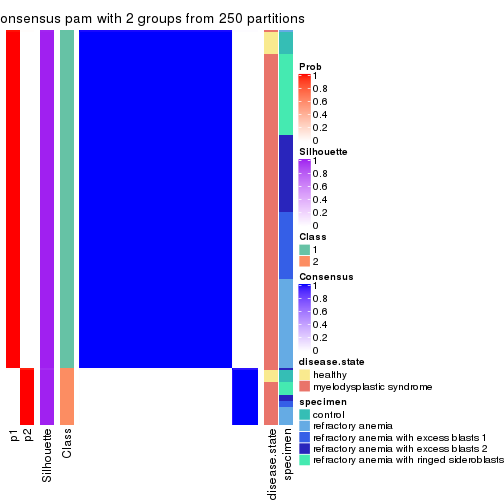 onsensus pam with 2 groups from 250 partitions
Prob
1
0.8
0.6
0.4
0.2
0
Silhouette
1
0.8
0.6
0.4
0.2
0
Class
1
2
Consensus
1
0.8
0.6
0.4
0.2
0
disease.state
healthy
melodysplastic syndrome
specimen
control
refractory anemia
refractory anemia with excess blasts 1
refractory anemia with excess blasts 2
refractory anemia with ringed sideroblasts
p1
p2
Silhouette
Class
disease.state
specimen